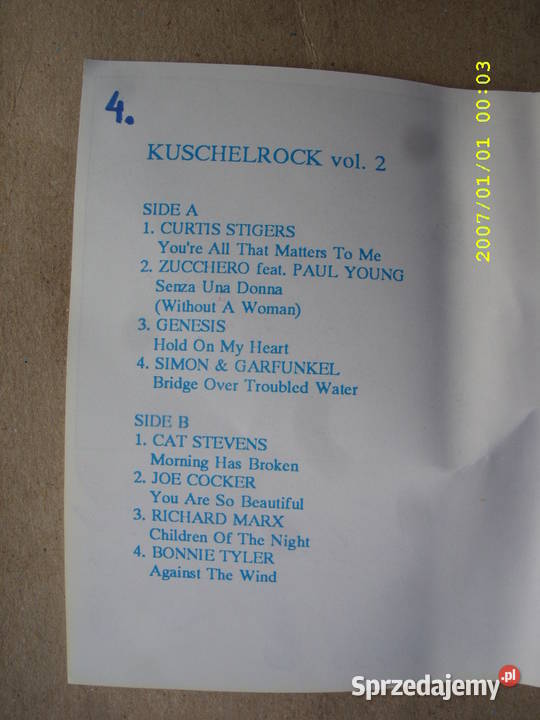 4.
KUSCHELROCK vol. 2
SIDE A
1. CURTIS STIGERS
You're All That Matters To Me
2. ZUCCHERO feat. PAUL YOUNG
Senza Una Donna
(Without A Woman)
3. GENESIS
Hold On My Heart
4. SIMON & GARFUNKEL
Bridge Over Troubled Water
SIDE B
1. CAT STEVENS
Morning Has Broken
2. JOE COCKER
You Are So Beautiful
3. RICHARD MARX
Children Of The Night
4. BONNIE TYLER
Against The Wind
2007/01/01 00:03
Sprzedajemy.pl